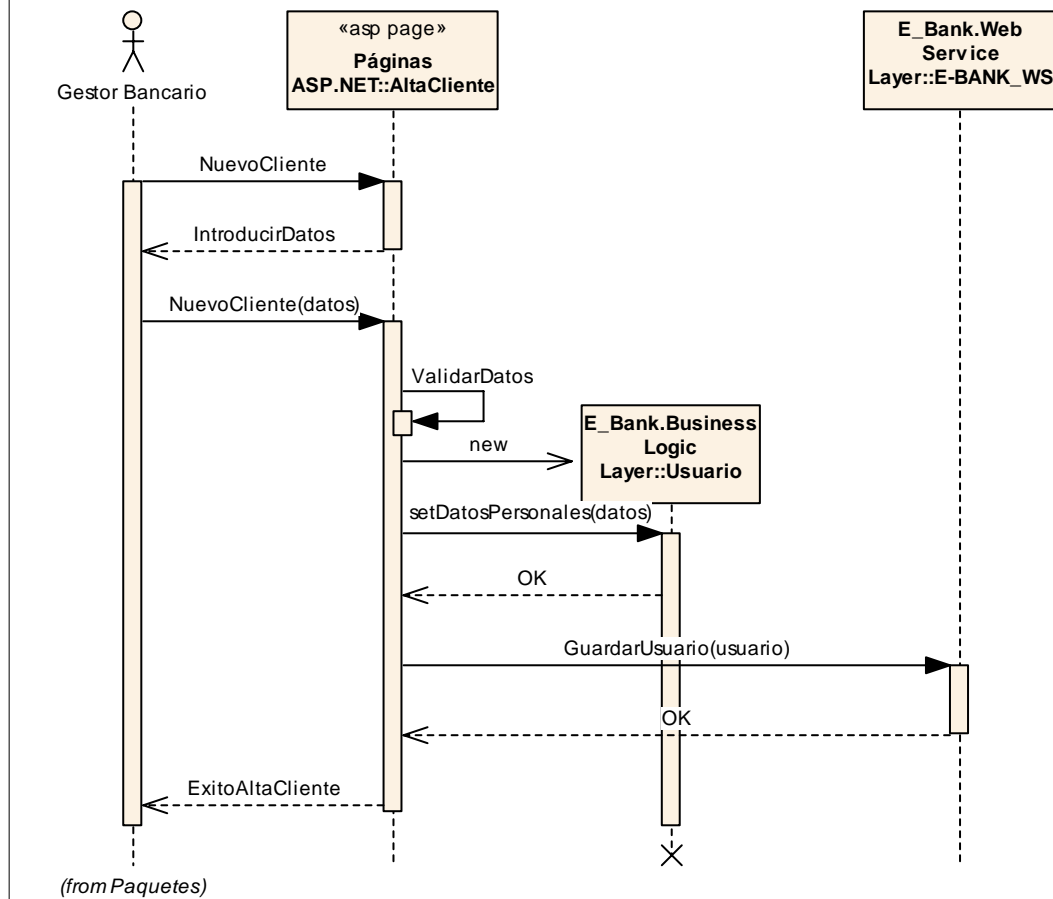 «asp page»
Páginas
ASP.NET::AltaCliente
E_Bank.Web
Service
Layer::E-BANK_WS
Gestor Bancario
NuevoCliente
IntroducirDatos
NuevoCliente(datos)
ValidarDatos
E_Bank.Business
Logic
Layer::Usuario
new
setDatosPersonales(datos)
OK
GuardarUsuario(usuario)
OK
ExitoAltaCliente
(from Paquetes)